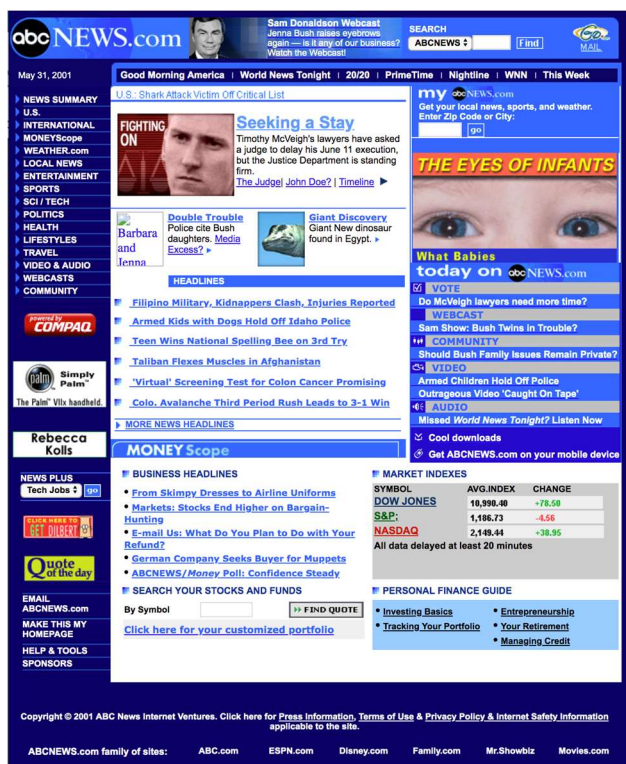 abc NEWS.com
Sam Donaldson Webcast
Jenna Bush raises eyebrows
again — is it any of our business?
Watch the Webcast!
SEARCH
ABCNEWS
Find
Go.com
MAIL
May 31, 2001
Good Morning America | World News Tonight | 20/20 | PrimeTime | Nightline | WNN | This Week
NEWS SUMMARY
U.S.
INTERNATIONAL
MONEYScope
WEATHER.com
LOCAL NEWS
ENTERTAINMENT
SPORTS
SCI / TECH
POLITICS
HEALTH
LIFESTYLES
TRAVEL
VIDEO & AUDIO
WEBCASTS
COMMUNITY
powered by
COMPAQ
palm
Simply
Palm™
The Palm™ VIIx handheld.
Rebecca
Kolls
NEWS PLUS
Tech Jobs
go
CLICK HERE TO
GET DILBERT
Quote
of the day
EMAIL
ABCNEWS.com
MAKE THIS MY
HOMEPAGE
HELP & TOOLS
SPONSORS
U.S.: Shark Attack Victim Off Critical List
FIGHTING
ON
Seeking a Stay
Timothy McVeigh's lawyers have asked
a judge to delay his June 11 execution,
but the Justice Department is standing
firm.
The Judge| John Doe? | Timeline
Barbara
and
Jenna
Double Trouble
Police cite Bush
daughters. Media
Excess?
Giant Discovery
Giant New dinosaur
found in Egypt.
HEADLINES
Filipino Military, Kidnappers Clash, Injuries Reported
Armed Kids with Dogs Hold Off Idaho Police
Teen Wins National Spelling Bee on 3rd Try
Taliban Flexes Muscles in Afghanistan
'Virtual' Screening Test for Colon Cancer Promising
Colo. Avalanche Third Period Rush Leads to 3-1 Win
MORE NEWS HEADLINES
my abc NEWS.com
Get your local news, sports, and weather.
Enter Zip Code or City:
go
THE EYES OF INFANTS
What Babies
today on abc NEWS.com
VOTE
Do McVeigh lawyers need more time?
WEBCAST
Sam Show: Bush Twins in Trouble?
COMMUNITY
Should Bush Family Issues Remain Private?
VIDEO
Armed Children Hold Off Police
Outrageous Video 'Caught On Tape'
AUDIO
Missed World News Tonight? Listen Now
Cool downloads
Get ABCNEWS.com on your mobile device
MONEY Scope
BUSINESS HEADLINES
• From Skimpy Dresses to Airline Uniforms
• Markets: Stocks End Higher on Bargain-
Hunting
• E-mail Us: What Do You Plan to Do with Your
Refund?
• German Company Seeks Buyer for Muppets
• ABCNEWS/Money Poll: Confidence Steady
SEARCH YOUR STOCKS AND FUNDS
By Symbol
FIND QUOTE
Click here for your customized portfolio
MARKET INDEXES
SYMBOL AVG.INDEX CHANGE
DOW JONES 10,990.40 +78.50
S&P: 1,186.73 -4.56
NASDAQ 2,149.44 +38.95
All data delayed at least 20 minutes
PERSONAL FINANCE GUIDE
• Investing Basics • Entrepreneurship
• Tracking Your Portfolio • Your Retirement
• Managing Credit
Copyright © 2001 ABC News Internet Ventures. Click here for Press Information, Terms of Use & Privacy Policy & Internet Safety Information
applicable to the site.
ABCNEWS.com family of sites: ABC.com ESPN.com Disney.com Family.com Mr.Showbiz Movies.com